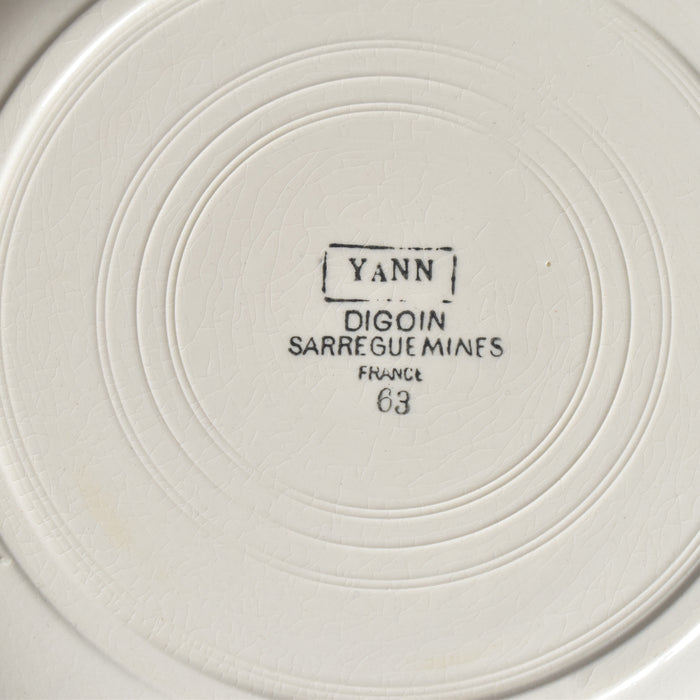 YANN
DIGOIN
SARREGUEMINES
FRANCE
63